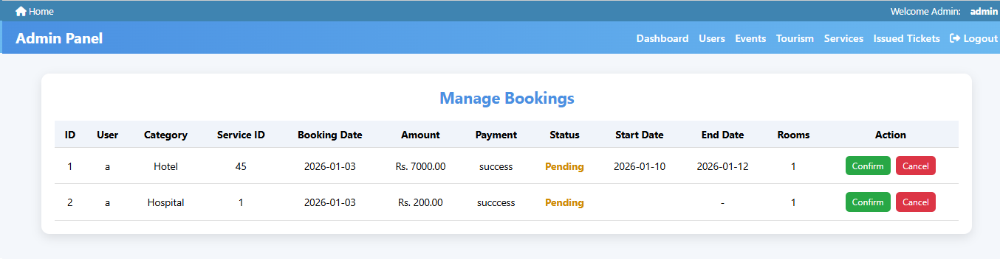 Home Welcome Admin: admin
Admin Panel Dashboard Users Events Tourism Services Issued Tickets Logout
Manage Bookings
ID User Category Service ID Booking Date Amount Payment Status Start Date End Date Rooms Action
1 a Hotel 45 2026-01-03 Rs. 7000.00 success Pending 2026-01-10 2026-01-12 1 Confirm Cancel
2 a Hospital 1 2026-01-03 Rs. 200.00 succcess Pending - 1 Confirm Cancel